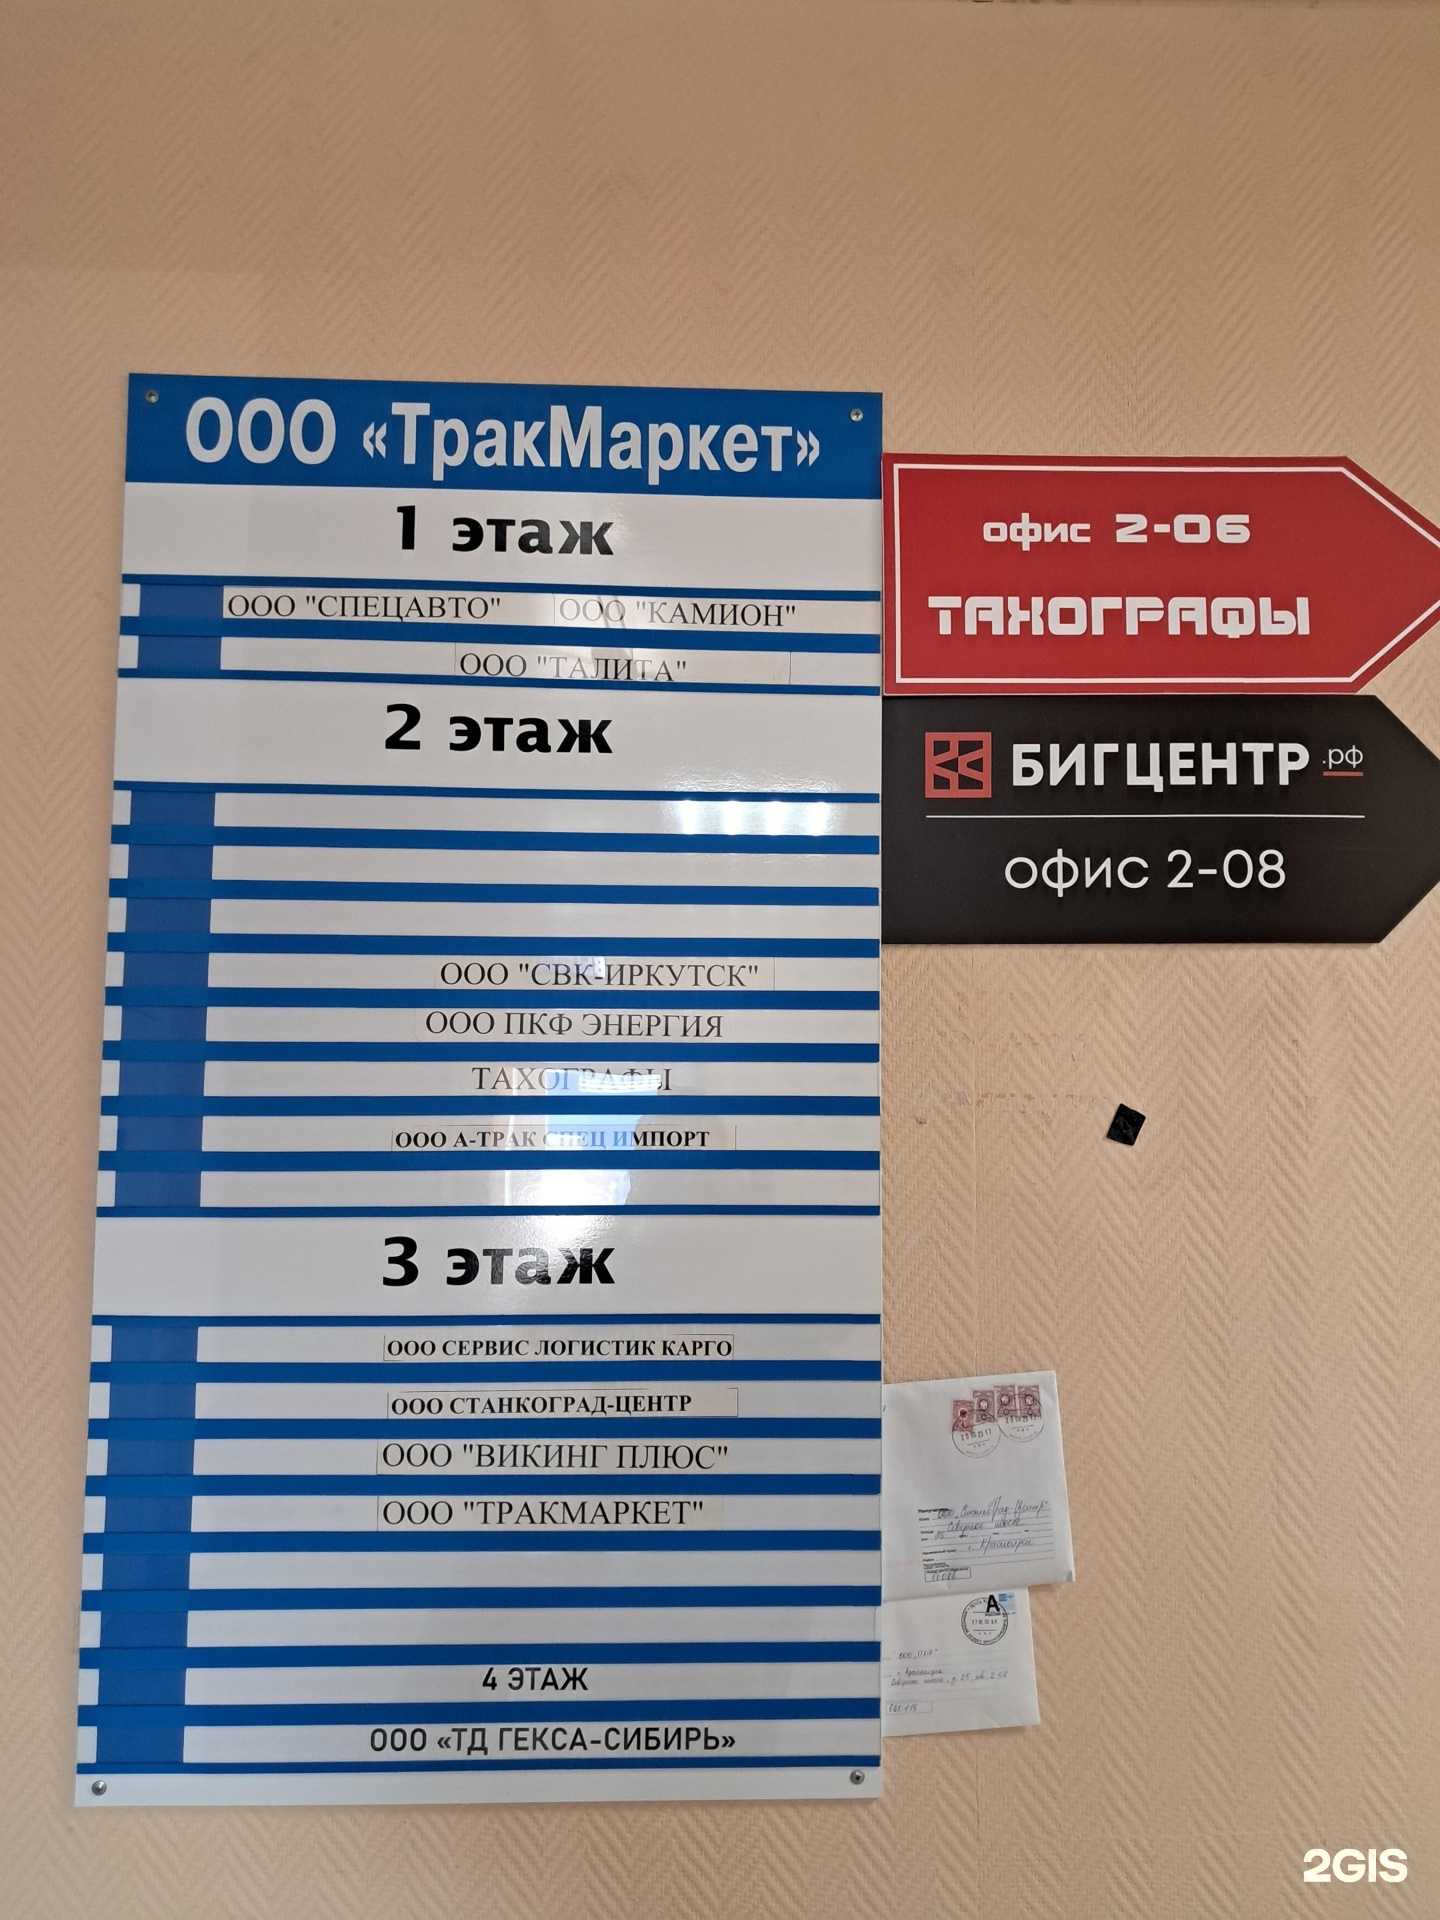 ООО «ТракМаркет»
1 этаж
ООО "СПЕЦАВТО" ООО "КАМИОН"
ООО "ТАЛИТА"
2 этаж
ООО "СВК-ИРКУТСК"
ООО ПКФ ЭНЕРГИЯ
ТАХОГРАФЫ
ООО А-ТРАК СПЕЦ ИМПОРТ
3 этаж
ООО СЕРВИС ЛОГИСТИК КАРГО
ООО СТАНКОГРАД-ЦЕНТР
ООО "ВИКИНГ ПЛЮС"
ООО "ТРАКМАРКЕТ"
4 ЭТАЖ
ООО «ТД ГЕКСА-СИБИРЬ»
офис 2-06
ТАХОГРАФЫ
БИГЦЕНТР.рф
офис 2-08
А
2GIS